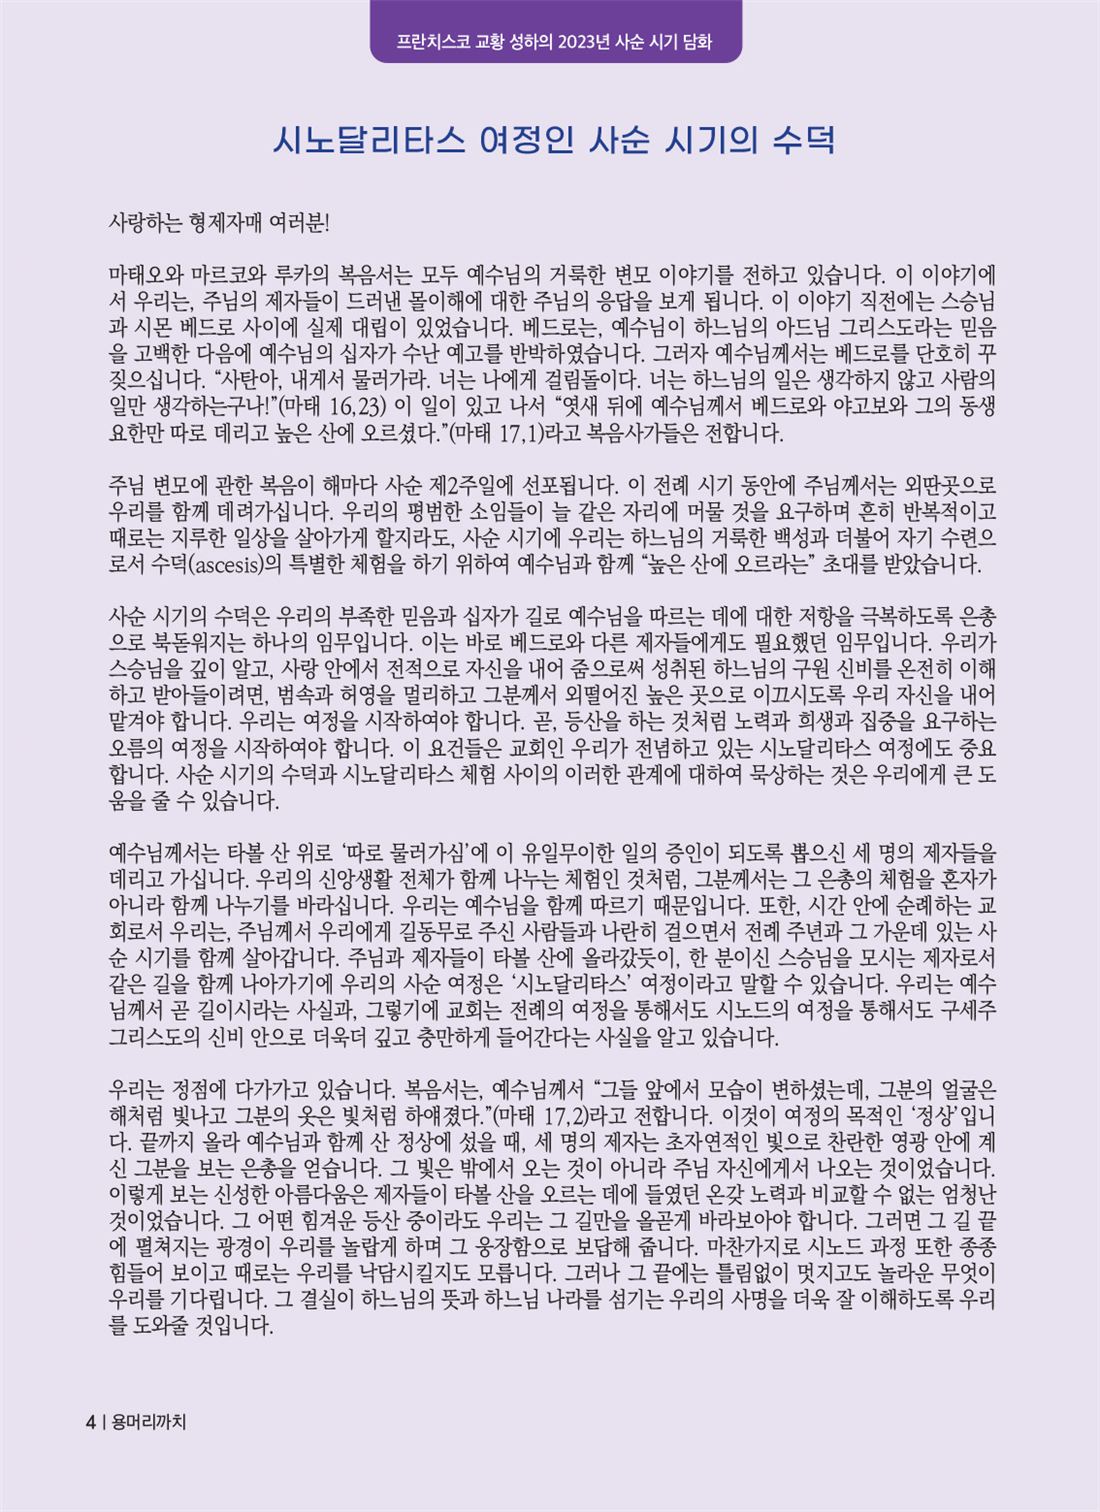 프란치스코 교황 성하의 2023년 사순 시기 담화
시노달리타스 여정인 사순 시기의 수덕
사랑하는 형제자매 여러분!
마태오와 마르코와 루카의 복음서는 모두 예수님의 거룩한 변모 이야기를 전하고 있습니다. 이 이야기에
서 우리는, 주님의 제자들이 드러낸 몰이해에 대한 주님의 응답을 보게 됩니다. 이 이야기 직전에는 스승님
과 시몬 베드로 사이에 실제 대립이 있었습니다. 베드로는, 예수님이 하느님의 아드님 그리스도라는 믿음
을 고백한 다음에 예수님의 십자가 수난 예고를 반박하였습니다. 그러자 예수님께서는 베드로를 단호히 꾸
짖으십니다. “사탄아, 내게서 물러가라. 너는 나에게 걸림돌이다. 너는 하느님의 일은 생각하지 않고 사람의
일만 생각하는구나!”(마태 16,23) 이 일이 있고 나서 “엿새 뒤에 예수님께서 베드로와 야고보와 그의 동생
요한만 따로 데리고 높은 산에 오르셨다.”(마태 17,1)라고 복음사가들은 전합니다.
주님 변모에 관한 복음이 해마다 사순 제2주일에 선포됩니다. 이 전례 시기 동안에 주님께서는 외딴곳으로
우리를 함께 데려가십니다. 우리의 평범한 소임들이 늘 같은 자리에 머물 것을 요구하며 흔히 반복적이고
때로는 지루한 일상을 살아가게 할지라도, 사순 시기에 우리는 하느님의 거룩한 백성과 더불어 자기 수련으
로서 수덕(ascesis)의 특별한 체험을 하기 위하여 예수님과 함께 “높은 산에 오르라는” 초대를 받았습니다.
사순 시기의 수덕은 우리의 부족한 믿음과 십자가 길로 예수님을 따르는 데에 대한 저항을 극복하도록 은총
으로 북돋워지는 하나의 임무입니다. 이는 바로 베드로와 다른 제자들에게도 필요했던 임무입니다. 우리가
스승님을 깊이 알고, 사랑 안에서 전적으로 자신을 내어 줌으로써 성취된 하느님의 구원 신비를 온전히 이해
하고 받아들이려면, 범속과 허영을 멀리하고 그분께서 외떨어진 높은 곳으로 이끄시도록 우리 자신을 내어
맡겨야 합니다. 우리는 여정을 시작하여야 합니다. 곧, 등산을 하는 것처럼 노력과 희생과 집중을 요구하는
오름의 여정을 시작하여야 합니다. 이 요건들은 교회인 우리가 전념하고 있는 시노달리타스 여정에도 중요
합니다. 사순 시기의 수덕과 시노달리타스 체험 사이의 이러한 관계에 대하여 묵상하는 것은 우리에게 큰 도
움을 줄 수 있습니다.
예수님께서는 타볼 산 위로 ‘따로 물러가심’에 이 유일무이한 일의 증인이 되도록 뽑으신 세 명의 제자들을
데리고 가십니다. 우리의 신앙생활 전체가 함께 나누는 체험인 것처럼, 그분께서는 그 은총의 체험을 혼자가
아니라 함께 나누기를 바라십니다. 우리는 예수님을 함께 따르기 때문입니다. 또한, 시간 안에 순례하는 교
회로서 우리는, 주님께서 우리에게 길동무로 주신 사람들과 나란히 걸으면서 전례 주년과 그 가운데 있는 사
순 시기를 함께 살아갑니다. 주님과 제자들이 타볼 산에 올라갔듯이, 한 분이신 스승님을 모시는 제자로서
같은 길을 함께 나아가기에 우리의 사순 여정은 ‘시노달리타스’ 여정이라고 말할 수 있습니다. 우리는 예수
님께서 곧 길이시라는 사실과, 그렇기에 교회는 전례의 여정을 통해서도 시노드의 여정을 통해서도 구세주
그리스도의 신비 안으로 더욱더 깊고 충만하게 들어간다는 사실을 알고 있습니다.
우리는 정점에 다가가고 있습니다. 복음서는, 예수님께서 “그들 앞에서 모습이 변하셨는데, 그분의 얼굴은
해처럼 빛나고 그분의 옷은 빛처럼 하얘졌다.”(마태 17,2)라고 전합니다. 이것이 여정의 목적인 ‘정상’입니
다. 끝까지 올라 예수님과 함께 산 정상에 섰을 때, 세 명의 제자는 초자연적인 빛으로 찬란한 영광 안에 계
신 그분을 보는 은총을 얻습니다. 그 빛은 밖에서 오는 것이 아니라 주님 자신에게서 나오는 것이었습니다.
이렇게 보는 신성한 아름다움은 제자들이 타볼 산을 오르는 데에 들였던 온갖 노력과 비교할 수 없는 엄청난
것이었습니다. 그 어떤 힘겨운 등산 중이라도 우리는 그 길만을 올곧게 바라보아야 합니다. 그러면 그 길 끝
에 펼쳐지는 광경이 우리를 놀랍게 하며 그 웅장함으로 보답해 줍니다. 마찬가지로 시노드 과정 또한 종종
힘들어 보이고 때로는 우리를 낙담시킬지도 모릅니다. 그러나 그 끝에는 틀림없이 멋지고도 놀라운 무엇이
우리를 기다립니다. 그 결실이 하느님의 뜻과 하느님 나라를 섬기는 우리의 사명을 더욱 잘 이해하도록 우리
를 도와줄 것입니다.
4 | 용머리까치